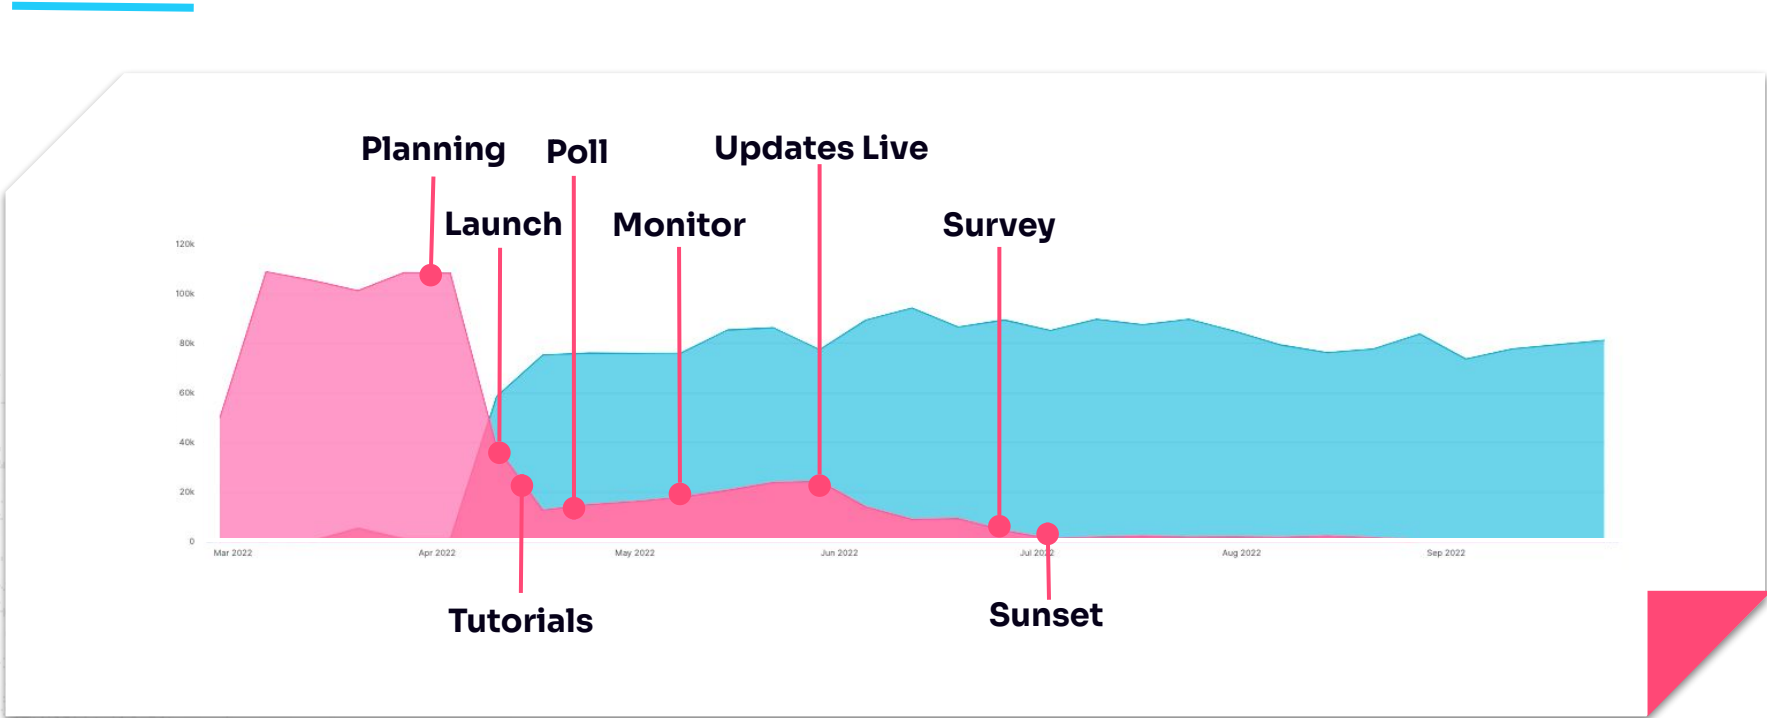 Planning
Poll
Updates Live
Launch
Monitor
Survey
120k
100k
80k
60k
40k
20k
0
Mar 2022
Apr 2022
May 2022
Jun 2022
Jul 2022
Aug 2022
Sep 2022
Tutorials
Sunset